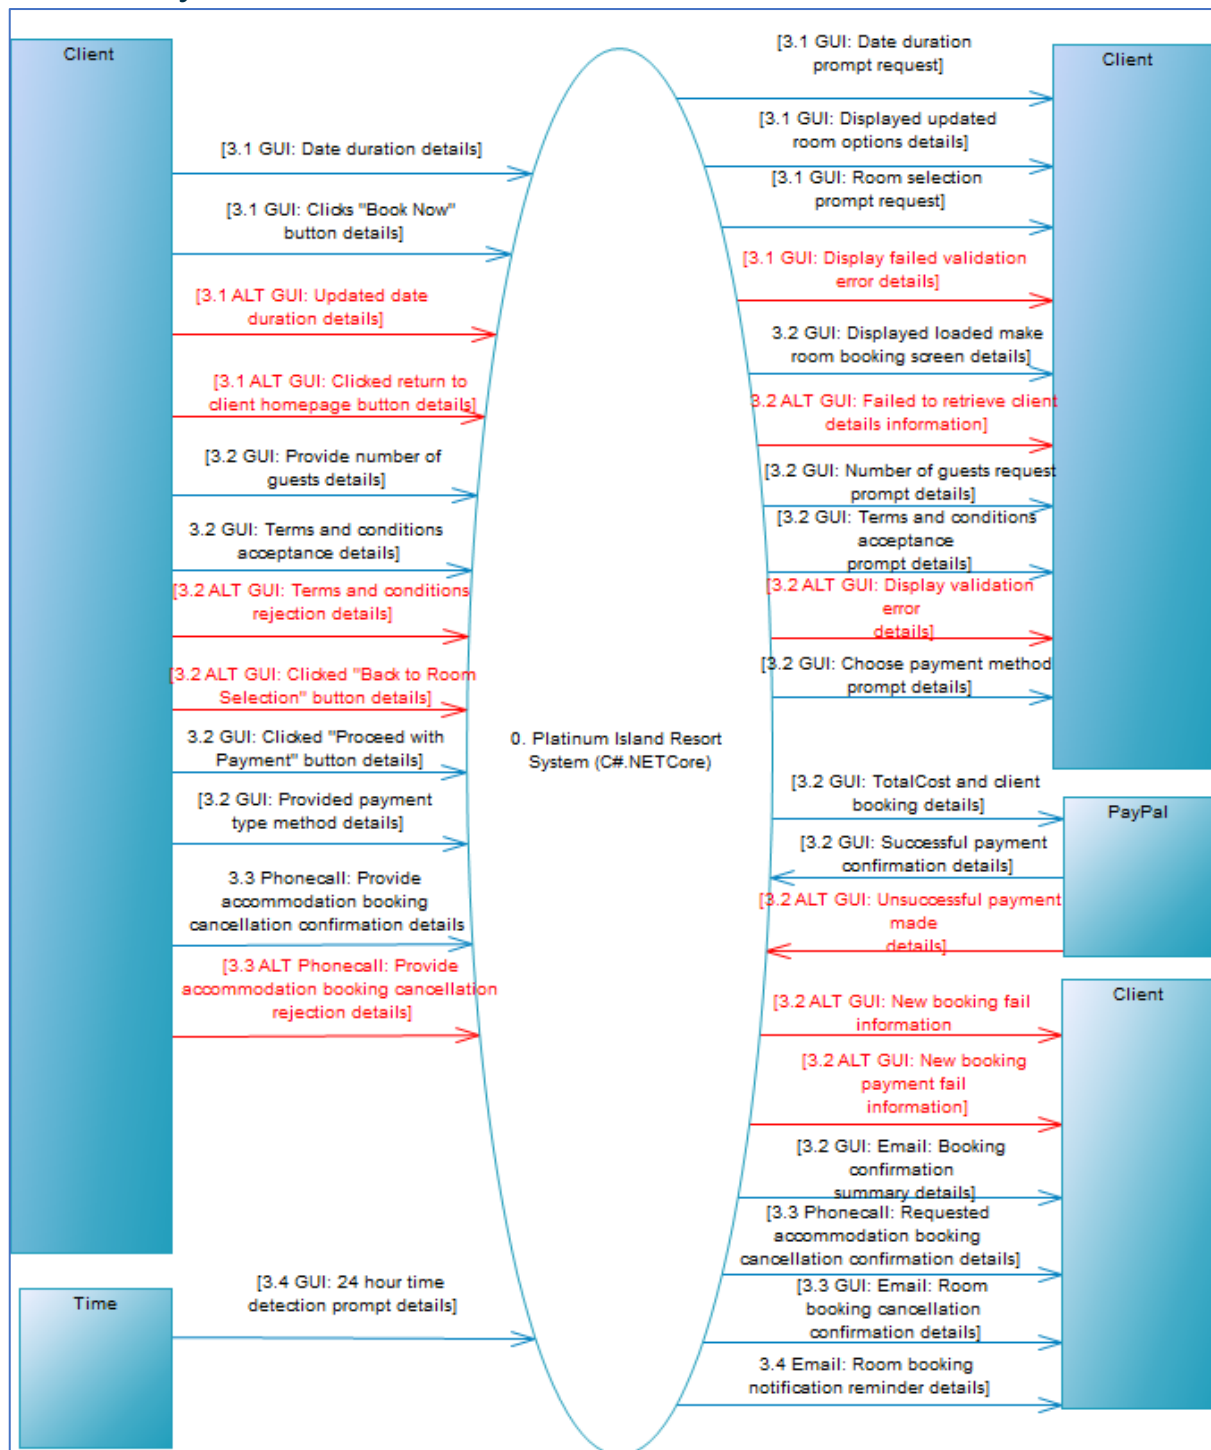 Client
[3.1 GUI: Date duration details]
[3.1 GUI: Clicks "Book Now"
button details]
[3.1 ALT GUI: Updated date
duration details]
[3.1 ALT GUI: Clicked return to
client homepage button details]
[3.2 GUI: Provide number of
guests details]
3.2 GUI: Terms and conditions
acceptance details]
[3.2 ALT GUI: Terms and conditions
rejection details]
[3.2 ALT GUI: Clicked "Back to Room
Selection" button details]
3.2 GUI: Clicked "Proceed with
Payment" button details]
[3.2 GUI: Provided payment
type method details]
3.3 Phonecall: Provide
accommodation booking
cancellation confirmation details
[3.3 ALT Phonecall: Provide
accommodation booking cancellation
rejection details]
Time
[3.4 GUI: 24 hour time
detection prompt details]
0. Platinum Island Resort
System (C#.NETCore)
[3.1 GUI: Date duration
prompt request]
[3.1 GUI: Displayed updated
room options details]
[3.1 GUI: Room selection
prompt request]
[3.1 GUI: Display failed validation
error details]
3.2 GUI: Displayed loaded make
room booking screen details]
3.2 ALT GUI: Failed to retrieve client
details information]
[3.2 GUI: Number of guests request
prompt details]
[3.2 GUI: Terms and conditions
acceptance
prompt details]
[3.2 ALT GUI: Display validation
error
details]
[3.2 GUI: Choose payment method
prompt details]
Client
[3.2 GUI: TotalCost and client
booking details]
[3.2 GUI: Successful payment
confirmation details]
[3.2 ALT GUI: Unsuccessful payment
made
details]
PayPal
[3.2 ALT GUI: New booking fail
information
[3.2 ALT GUI: New booking
payment fail
information]
[3.2 GUI: Email: Booking
confirmation
summary details]
[3.3 Phonecall: Requested
accommodation booking
cancellation confirmation details]
[3.3 GUI: Email: Room
booking cancellation
confirmation details]
3.4 Email: Room booking
notification reminder details]
Client